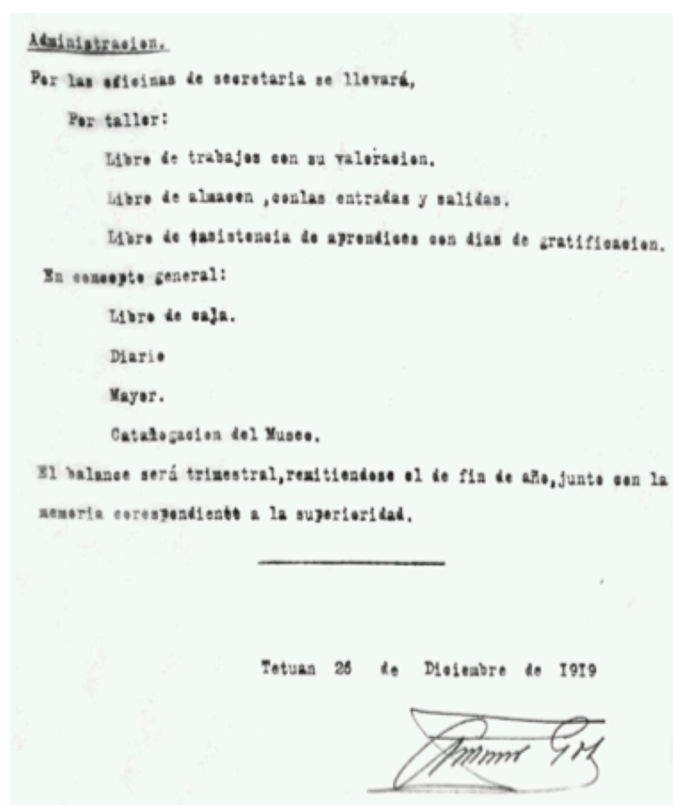 Administracion.
Por las oficinas de secretaria se llevará,
Por taller:
Libro de trabajos con su valoracion.
Libro de almacen ,conlas entradas y salidas.
Libro de asistencia de aprendices con dias de gratificacion.
En consepto general:
Libro de caja.
Diario
Mayor.
Catalogacion del Museo.
El balance será trimestral,remitiendose el de fin de año,junto con la
memoria corespondiente a la superioridad.
Tetuan 26 de Diciembre de I9I9